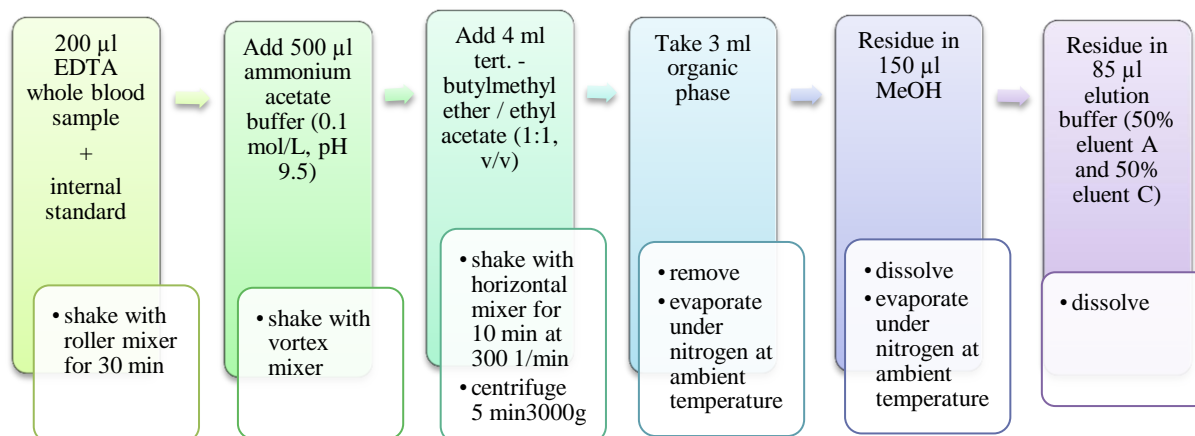 200 µl
EDTA
whole blood
sample
+
internal
standard
• shake with
roller mixer
for 30 min
Add 500 µl
ammonium
acetate
buffer (0.1
mol/L, pH
9.5)
• shake with
vortex
mixer
Add 4 ml
tert. -
butylmethyl
ether / ethyl
acetate (1:1,
v/v)
• shake with
horizontal
mixer for
10 min at
300 1/min
• centrifuge
5 min3000g
Take 3 ml
organic
phase
• remove
• evaporate
under
nitrogen at
ambient
temperature
Residue in
150 µl
MeOH
• dissolve
• evaporate
under
nitrogen at
ambient
temperature
Residue in
85 µl
elution
buffer (50%
eluent A
and 50%
eluent C)
• dissolve